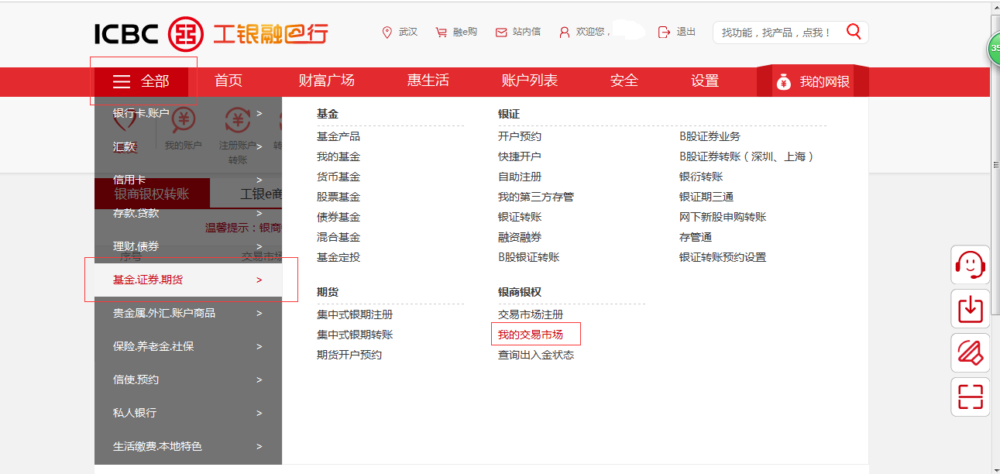 ICBC 工银融e行
武汉 融e购 站内信 欢迎您， 退出 找功能，找产品，点我！
35
全部 首页 财富广场 惠生活 账户列表 安全 设置 我的网银
银行卡.账户 >
汇款 >
信用卡 >
存款.贷款 >
理财.债券 >
基金.证券.期货 >
贵金属.外汇.账户商品 >
保险.养老金.社保 >
信使.预约 >
私人银行 >
生活缴费.本地特色 >
我的账户
注册账户
转账
转
银商银权转账 工银e商
温馨提示：银商
序号 交易市场
基金
基金产品
我的基金
货币基金
股票基金
债券基金
混合基金
基金定投
银证
开户预约
快捷开户
自助注册
我的第三方存管
银证转账
融资融券
B股银证转账
B股证券业务
B股证券转账（深圳、上海）
银衍转账
银证期三通
网下新股申购转账
存管通
银证转账预约设置
期货
集中式银期注册
集中式银期转账
期货开户预约
银商银权
交易市场注册
我的交易市场
查询出入金状态